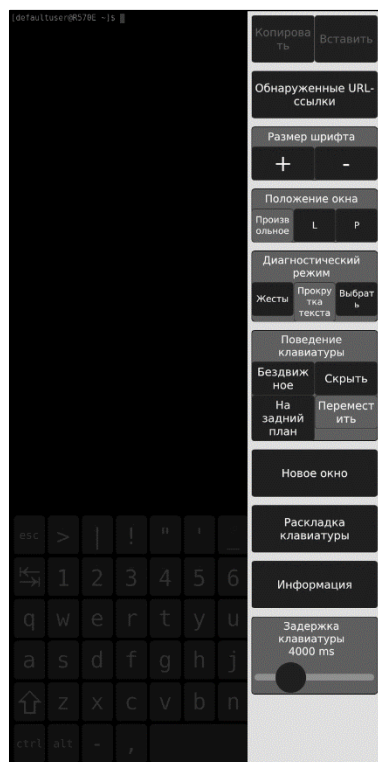 [defaultuser@R570E ~]$
Копирова
ть
Вставить
Обнаруженные URL-
ссылки
Размер шрифта
+ -
Положение окна
Произв
ольное
L
P
Диагностический
режим
Жесты
Прокру
тка
текста
Выбрат
ь
Поведение
клавиатуры
Бездвиж
ное
Скрыть
На
задний
план
Перемест
ить
Новое окно
Раскладка
клавиатуры
Информация
Задержка
клавиатуры
4000 ms
esc > | ! " ' _
1 2 3 4 5 6
q w e r t y u
a s d f g h j
z x c v b n
ctrl alt - ,